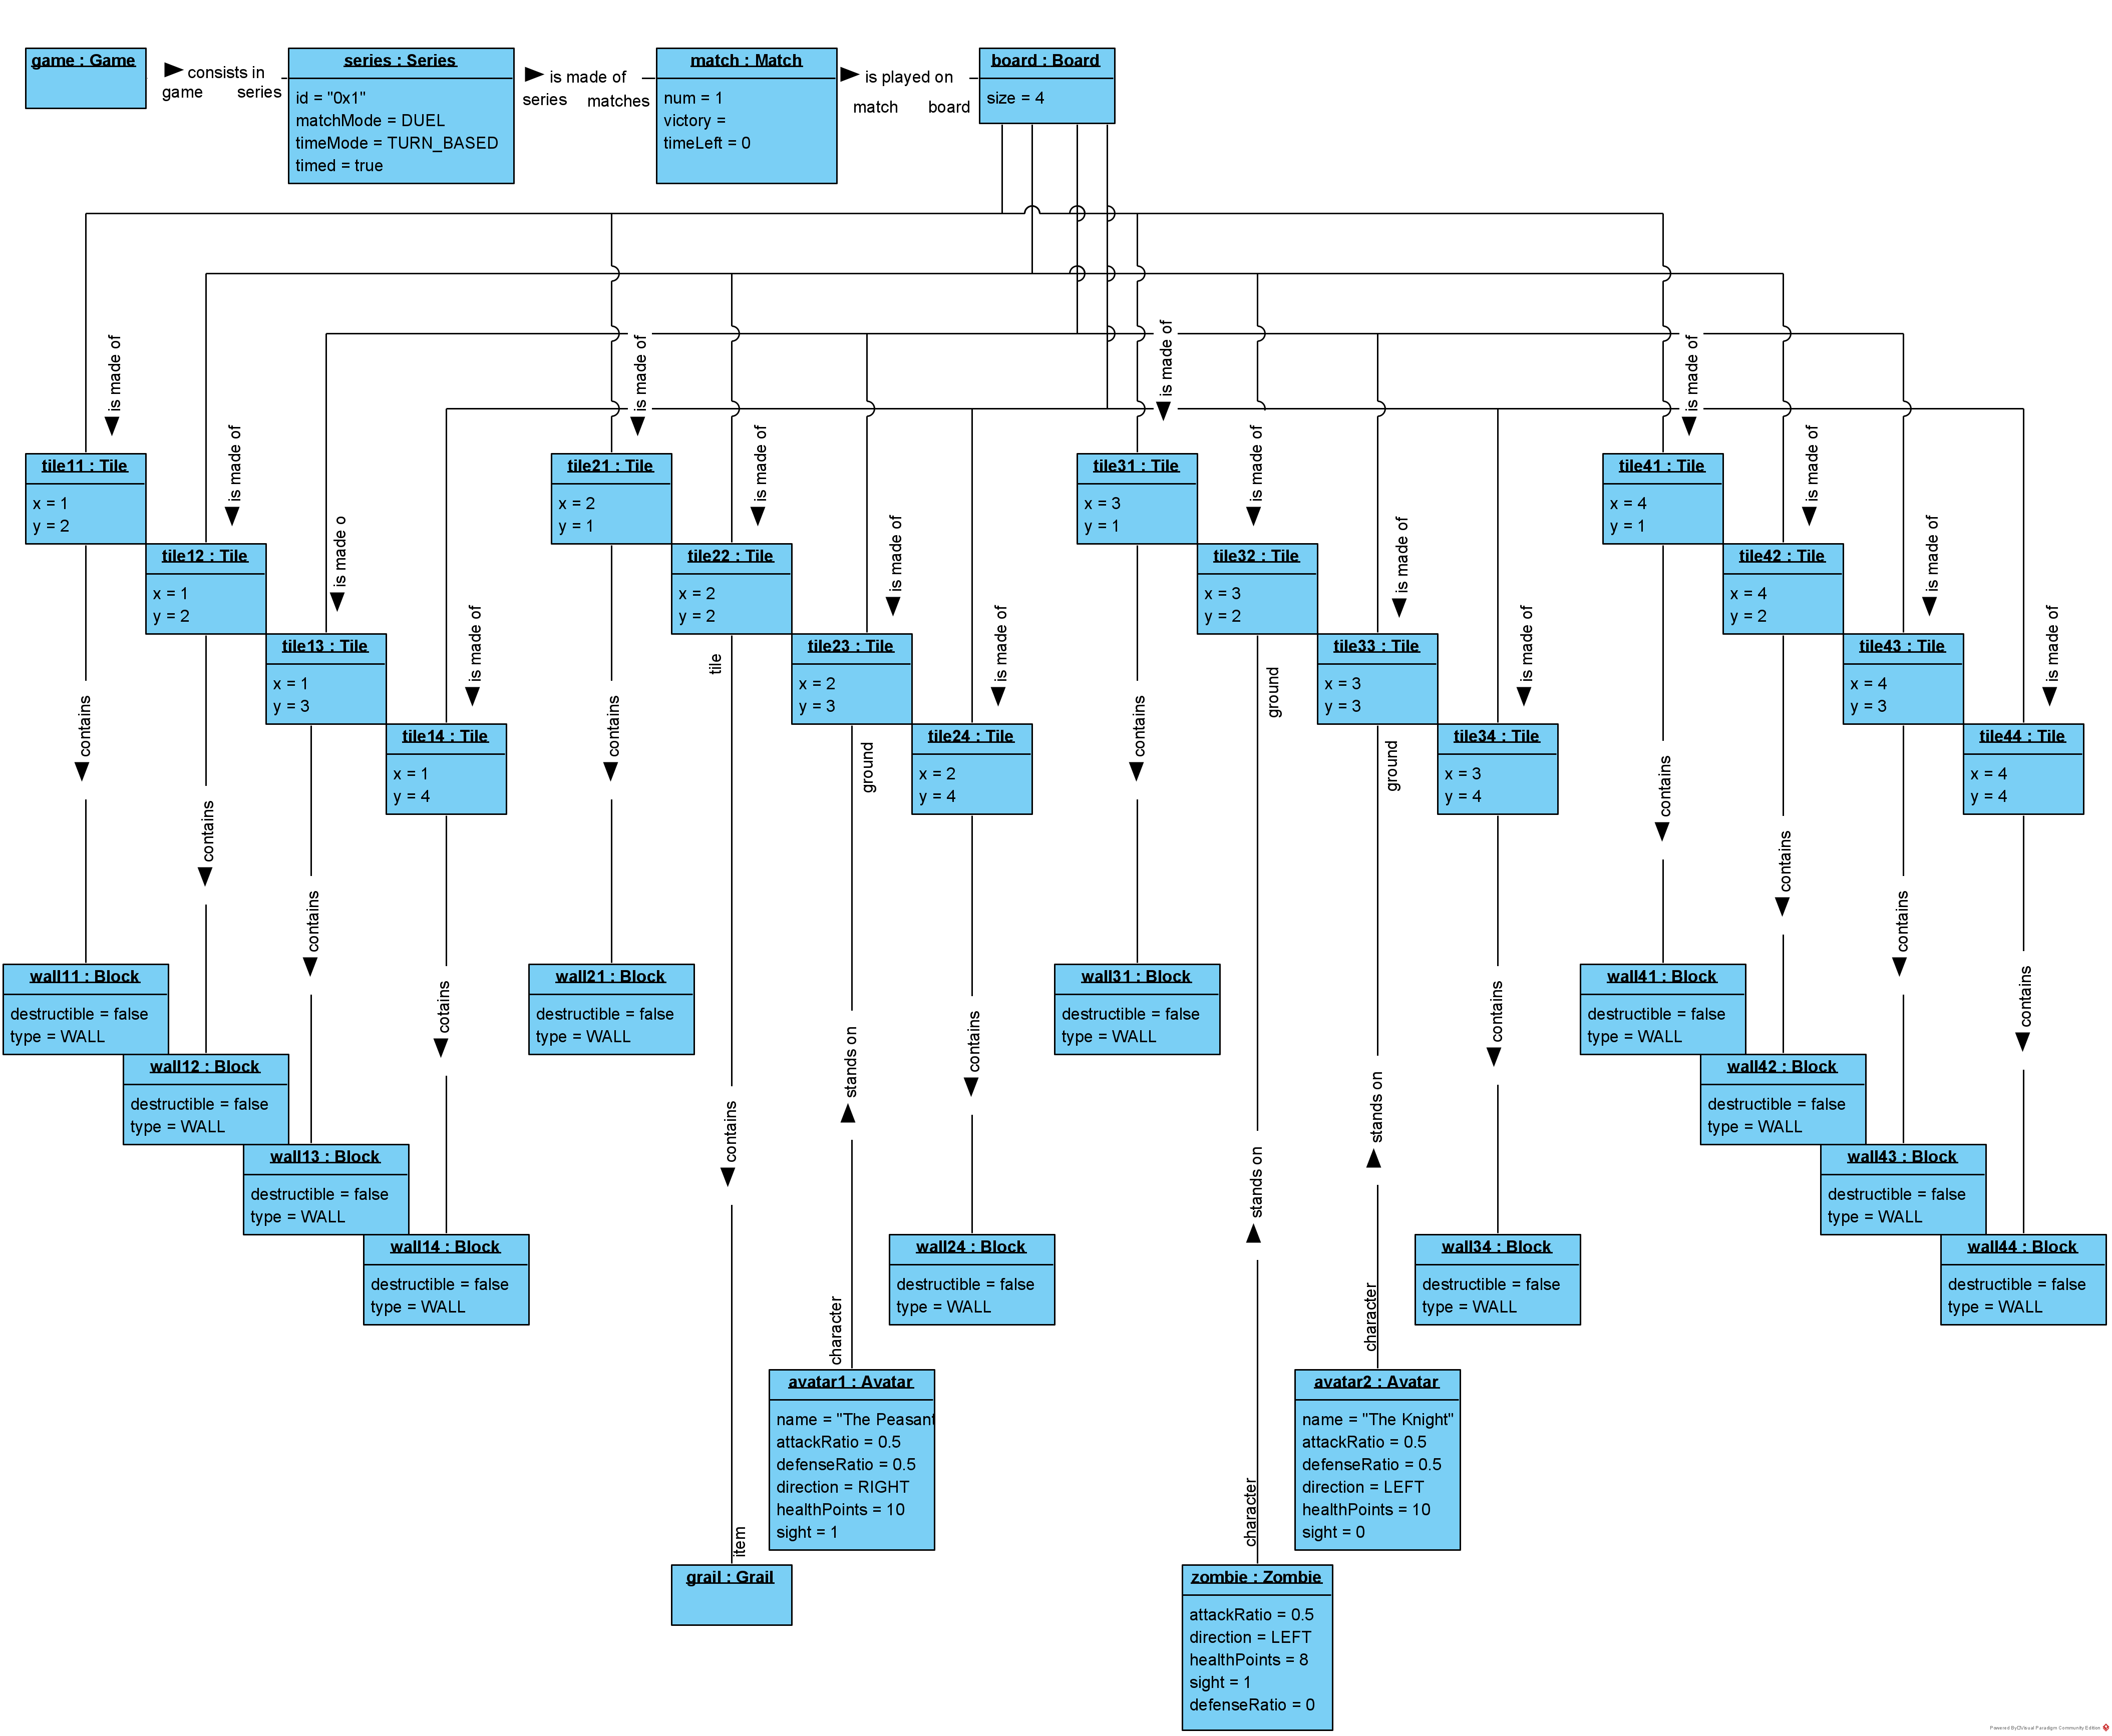 game : Game
consists in
game
series
series : Series
id = "0x1"
matchMode = DUEL
timeMode = TURN_BASED
timed = true
is made of
series
matches
match : Match
num = 1
victory =
timeLeft = 0
is played on
match
board
board : Board
size = 4
is made of
is made of
is made o
is made of
is made of
is made of
is made of
is made of
is made of
is made of
is made of
is made of
is made of
is made of
is made of
is made of
tile11 : Tile
x = 1
y = 2
tile12 : Tile
x = 1
y = 2
tile13 : Tile
x = 1
y = 3
tile14 : Tile
x = 1
y = 4
tile21 : Tile
x = 2
y = 1
tile22 : Tile
x = 2
y = 2
tile23 : Tile
x = 2
y = 3
tile24 : Tile
x = 2
y = 4
tile31 : Tile
x = 3
y = 1
tile32 : Tile
x = 3
y = 2
tile33 : Tile
x = 3
y = 3
tile34 : Tile
x = 3
y = 4
tile41 : Tile
x = 4
y = 1
tile42 : Tile
x = 4
y = 2
tile43 : Tile
x = 4
y = 3
tile44 : Tile
x = 4
y = 4
contains
contains
contains
cotains
contains
tile
contains
item
ground
stands on
character
contains
contains
ground
stands on
character
ground
stands on
character
contains
contains
contains
contains
contains
wall11 : Block
destructible = false
type = WALL
wall12 : Block
destructible = false
type = WALL
wall13 : Block
destructible = false
type = WALL
wall14 : Block
destructible = false
type = WALL
wall21 : Block
destructible = false
type = WALL
wall24 : Block
destructible = false
type = WALL
wall31 : Block
destructible = false
type = WALL
wall34 : Block
destructible = false
type = WALL
wall41 : Block
destructible = false
type = WALL
wall42 : Block
destructible = false
type = WALL
wall43 : Block
destructible = false
type = WALL
wall44 : Block
destructible = false
type = WALL
avatar1 : Avatar
name = "The Peasant
attackRatio = 0.5
defenseRatio = 0.5
direction = RIGHT
healthPoints = 10
sight = 1
avatar2 : Avatar
name = "The Knight"
attackRatio = 0.5
defenseRatio = 0.5
direction = LEFT
healthPoints = 10
sight = 0
grail : Grail
zombie : Zombie
attackRatio = 0.5
direction = LEFT
healthPoints = 8
sight = 1
defenseRatio = 0
Powered By Visual Paradigm Community Edition